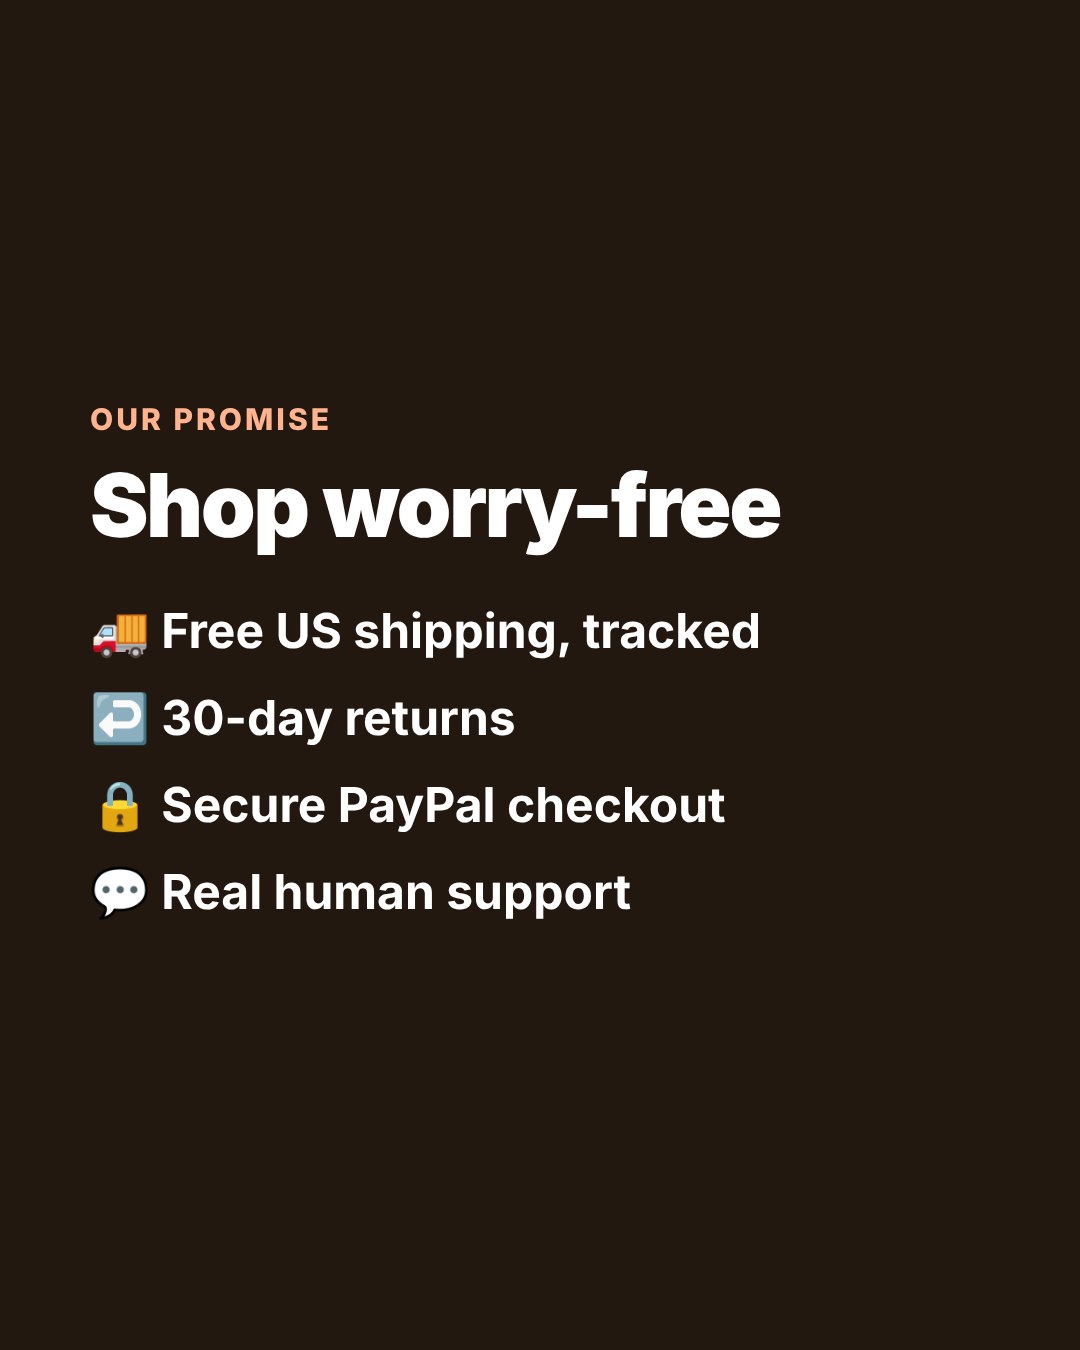 OUR PROMISE
Shop worry-free
🚚 Free US shipping, tracked
↩️ 30-day returns
🔒 Secure PayPal checkout
💬 Real human support